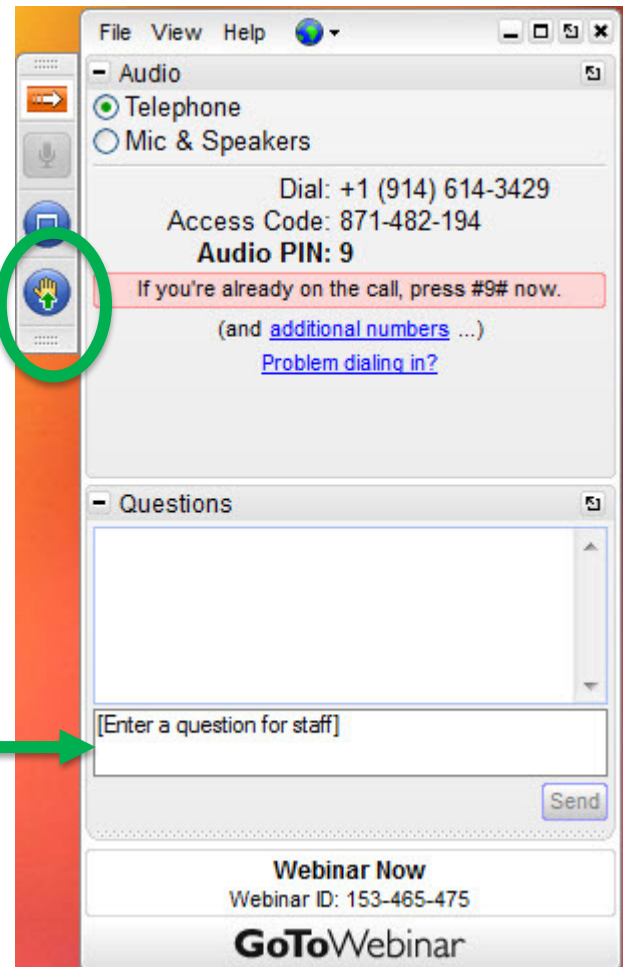 File View Help
Audio
Telephone
Mic & Speakers
Dial: +1 (914) 614-3429
Access Code: 871-482-194
Audio PIN: 9
If you're already on the call, press #9# now.
(and additional numbers ...)
Problem dialing in?
Questions
[Enter a question for staff]
Send
Webinar Now
Webinar ID: 153-465-475
GoToWebinar